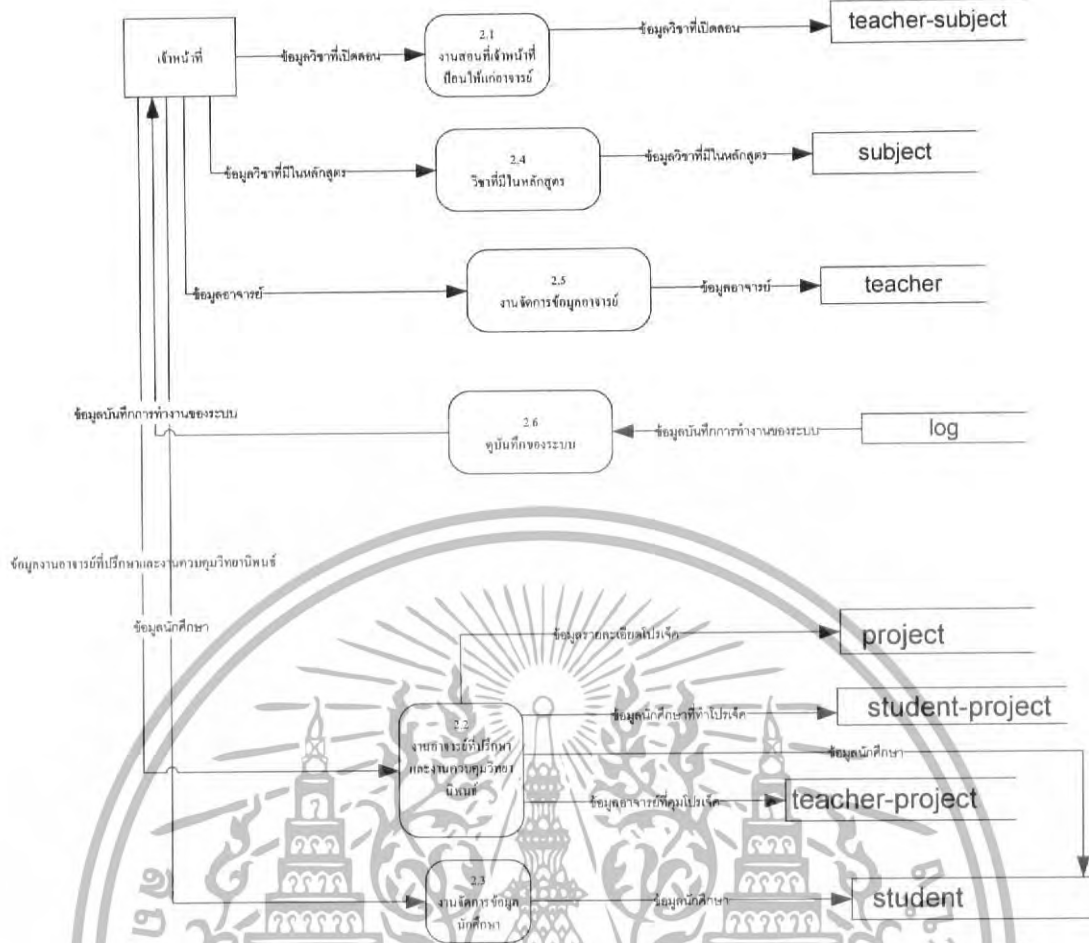 เจ้าหน้าที่
ข้อมูลวิชาที่เปิดสอน
2.1
งานสอนที่เจ้าหน้าที่
ป้อนให้แก่อาจารย์
ข้อมูลวิชาที่เปิดสอน
teacher-subject
ข้อมูลวิชาที่มีในหลักสูตร
2.4
วิชาที่มีในหลักสูตร
ข้อมูลวิชาที่มีในหลักสูตร
subject
ข้อมูลอาจารย์
2.5
งานจัดการข้อมูลอาจารย์
ข้อมูลอาจารย์
teacher
ข้อมูลบันทึกการทำงานของระบบ
2.6
ดูบันทึกของระบบ
ข้อมูลบันทึกการทำงานของระบบ
log
ข้อมูลงานอาจารย์ที่ปรึกษาและงานควบคุมวิทยานิพนธ์
ข้อมูลนักศึกษา
ข้อมูลรายละเอียดโปรเจ็ค
project
2.2
งานอาจารย์ที่ปรึกษา
และงานควบคุมวิทยา
นิพนธ์
ข้อมูลนักศึกษาที่ทำโปรเจ็ค
student-project
ข้อมูลนักศึกษา
ข้อมูลอาจารย์ที่คุมโปรเจ็ค
teacher-project
2.3
งานจัดการข้อมูล
นักศึกษา
ข้อมูลนักศึกษา
student